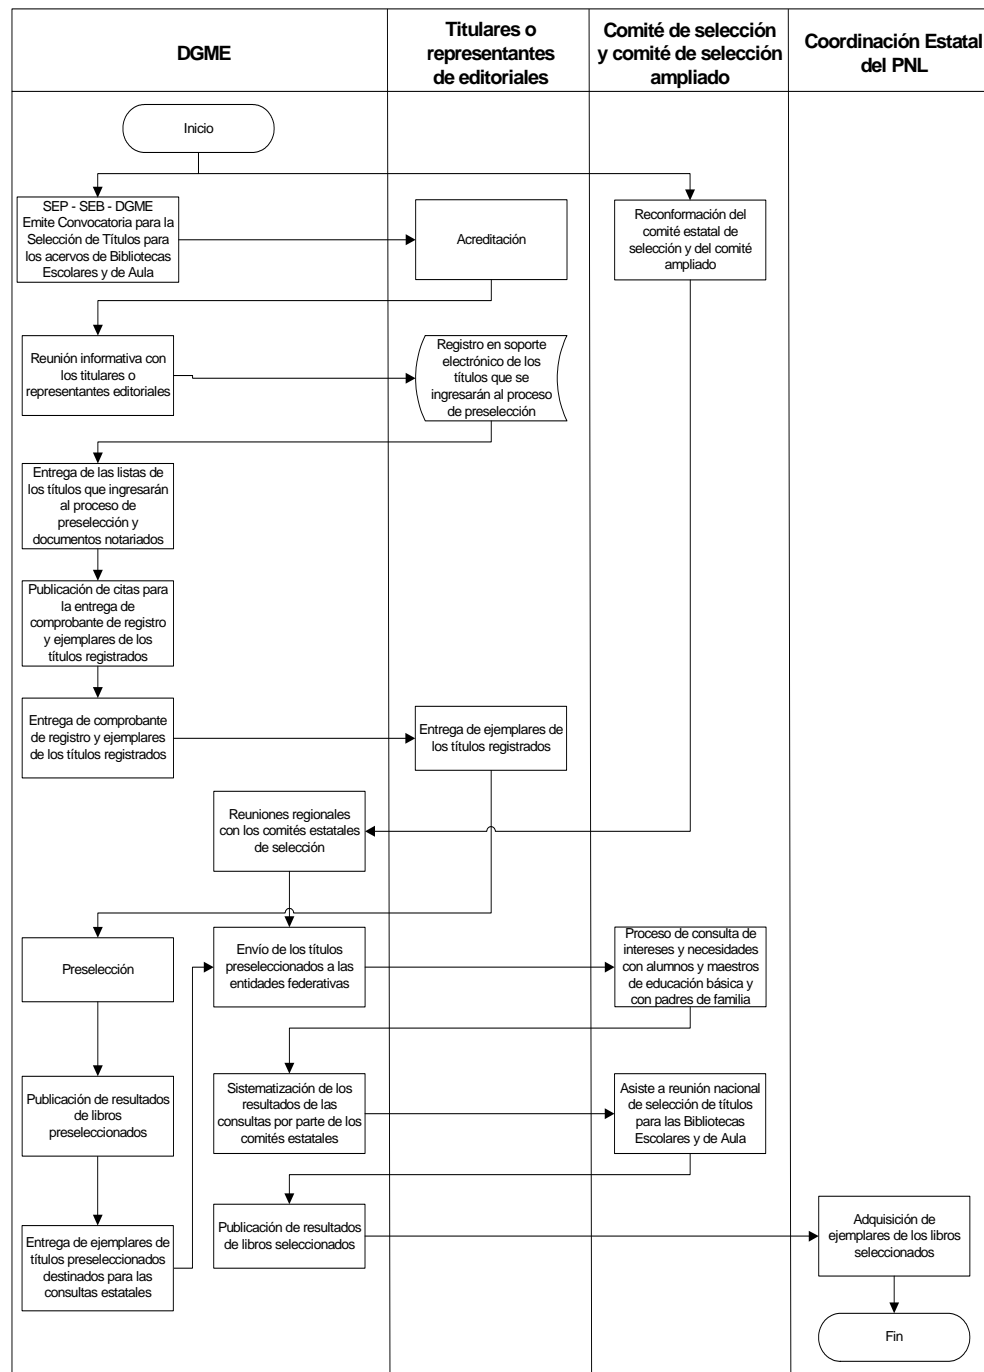 DGME
Titulares o
representantes
de editoriales
Comité de selección
y comité de selección
ampliado
Coordinación Estatal
del PNL
Inicio
SEP - SEB - DGME
Emite Convocatoria para la
Selección de Títulos para
los acervos de Bibliotecas
Escolares y de Aula
Acreditación
Reconformación del
comité estatal de
selección y del comité
ampliado
Reunión informativa con
los titulares o
representantes editoriales
Registro en soporte
electrónico de los
títulos que se
ingresarán al proceso
de preselección
Entrega de las listas de
los títulos que ingresarán
al proceso de
preselección y
documentos notariados
Publicación de citas para
la entrega de
comprobante de registro
y ejemplares de los
títulos registrados
Entrega de comprobante
de registro y ejemplares
de los títulos registrados
Entrega de ejemplares de
los títulos registrados
Reuniones regionales
con los comités estatales
de selección
Preselección
Envío de los títulos
preseleccionados a las
entidades federativas
Proceso de consulta de
intereses y necesidades
con alumnos y maestros
de educación básica y
con padres de familia
Publicación de resultados
de libros
preseleccionados
Sistematización de los
resultados de las
consultas por parte de los
comités estatales
Asiste a reunión nacional
de selección de títulos
para las Bibliotecas
Escolares y de Aula
Entrega de ejemplares de
títulos preseleccionados
destinados para las
consultas estatales
Publicación de resultados
de libros seleccionados
Adquisición de
ejemplares de los libros
seleccionados
Fin